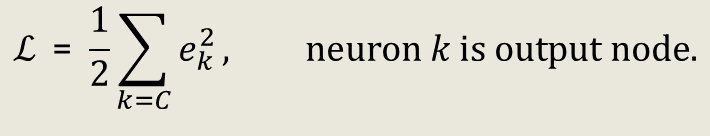 ℒ = 1/2 ∑_{k=C} e_k^2 , neuron k is output node.